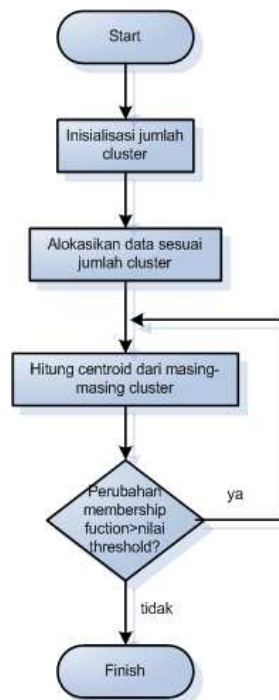 Start
Inisialisasi jumlah
cluster
Alokasikan data sesuai
jumlah cluster
Hitung centroid dari masing-
masing cluster
Perubahan
membership
fuction>nilai
threshold?
ya
tidak
Finish